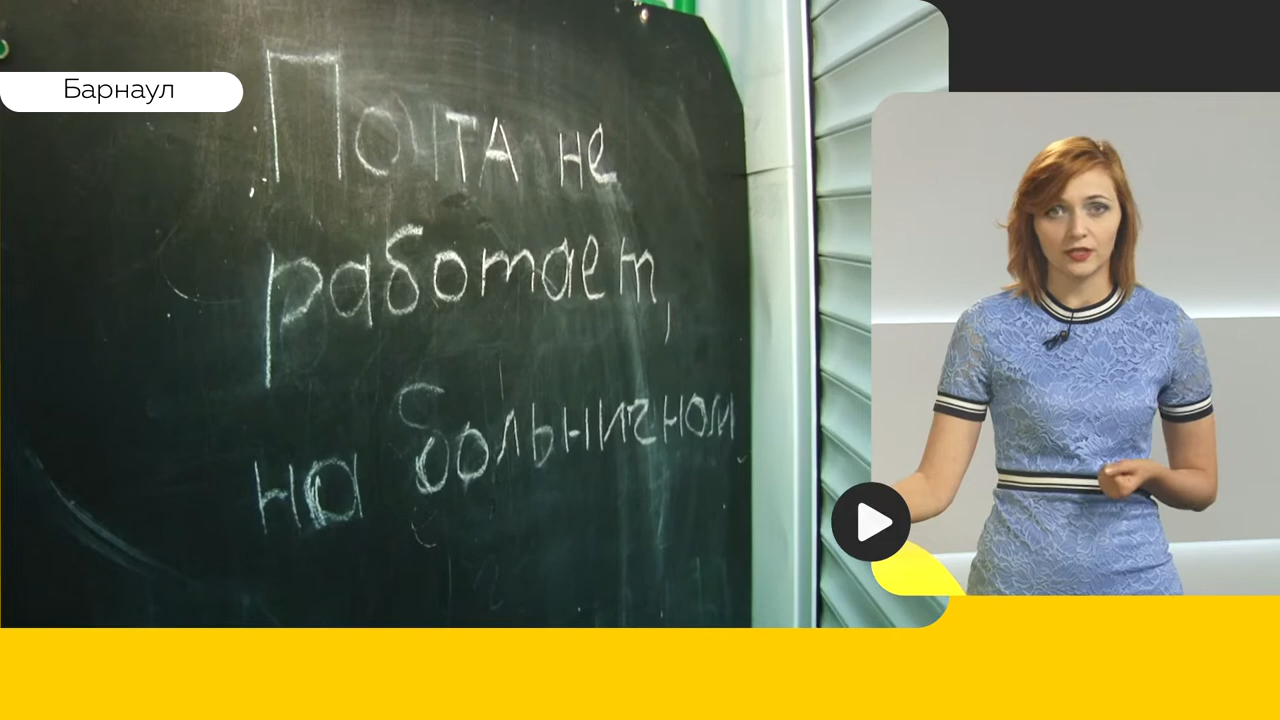 Барнаул
Почта не
работает,
на больничном